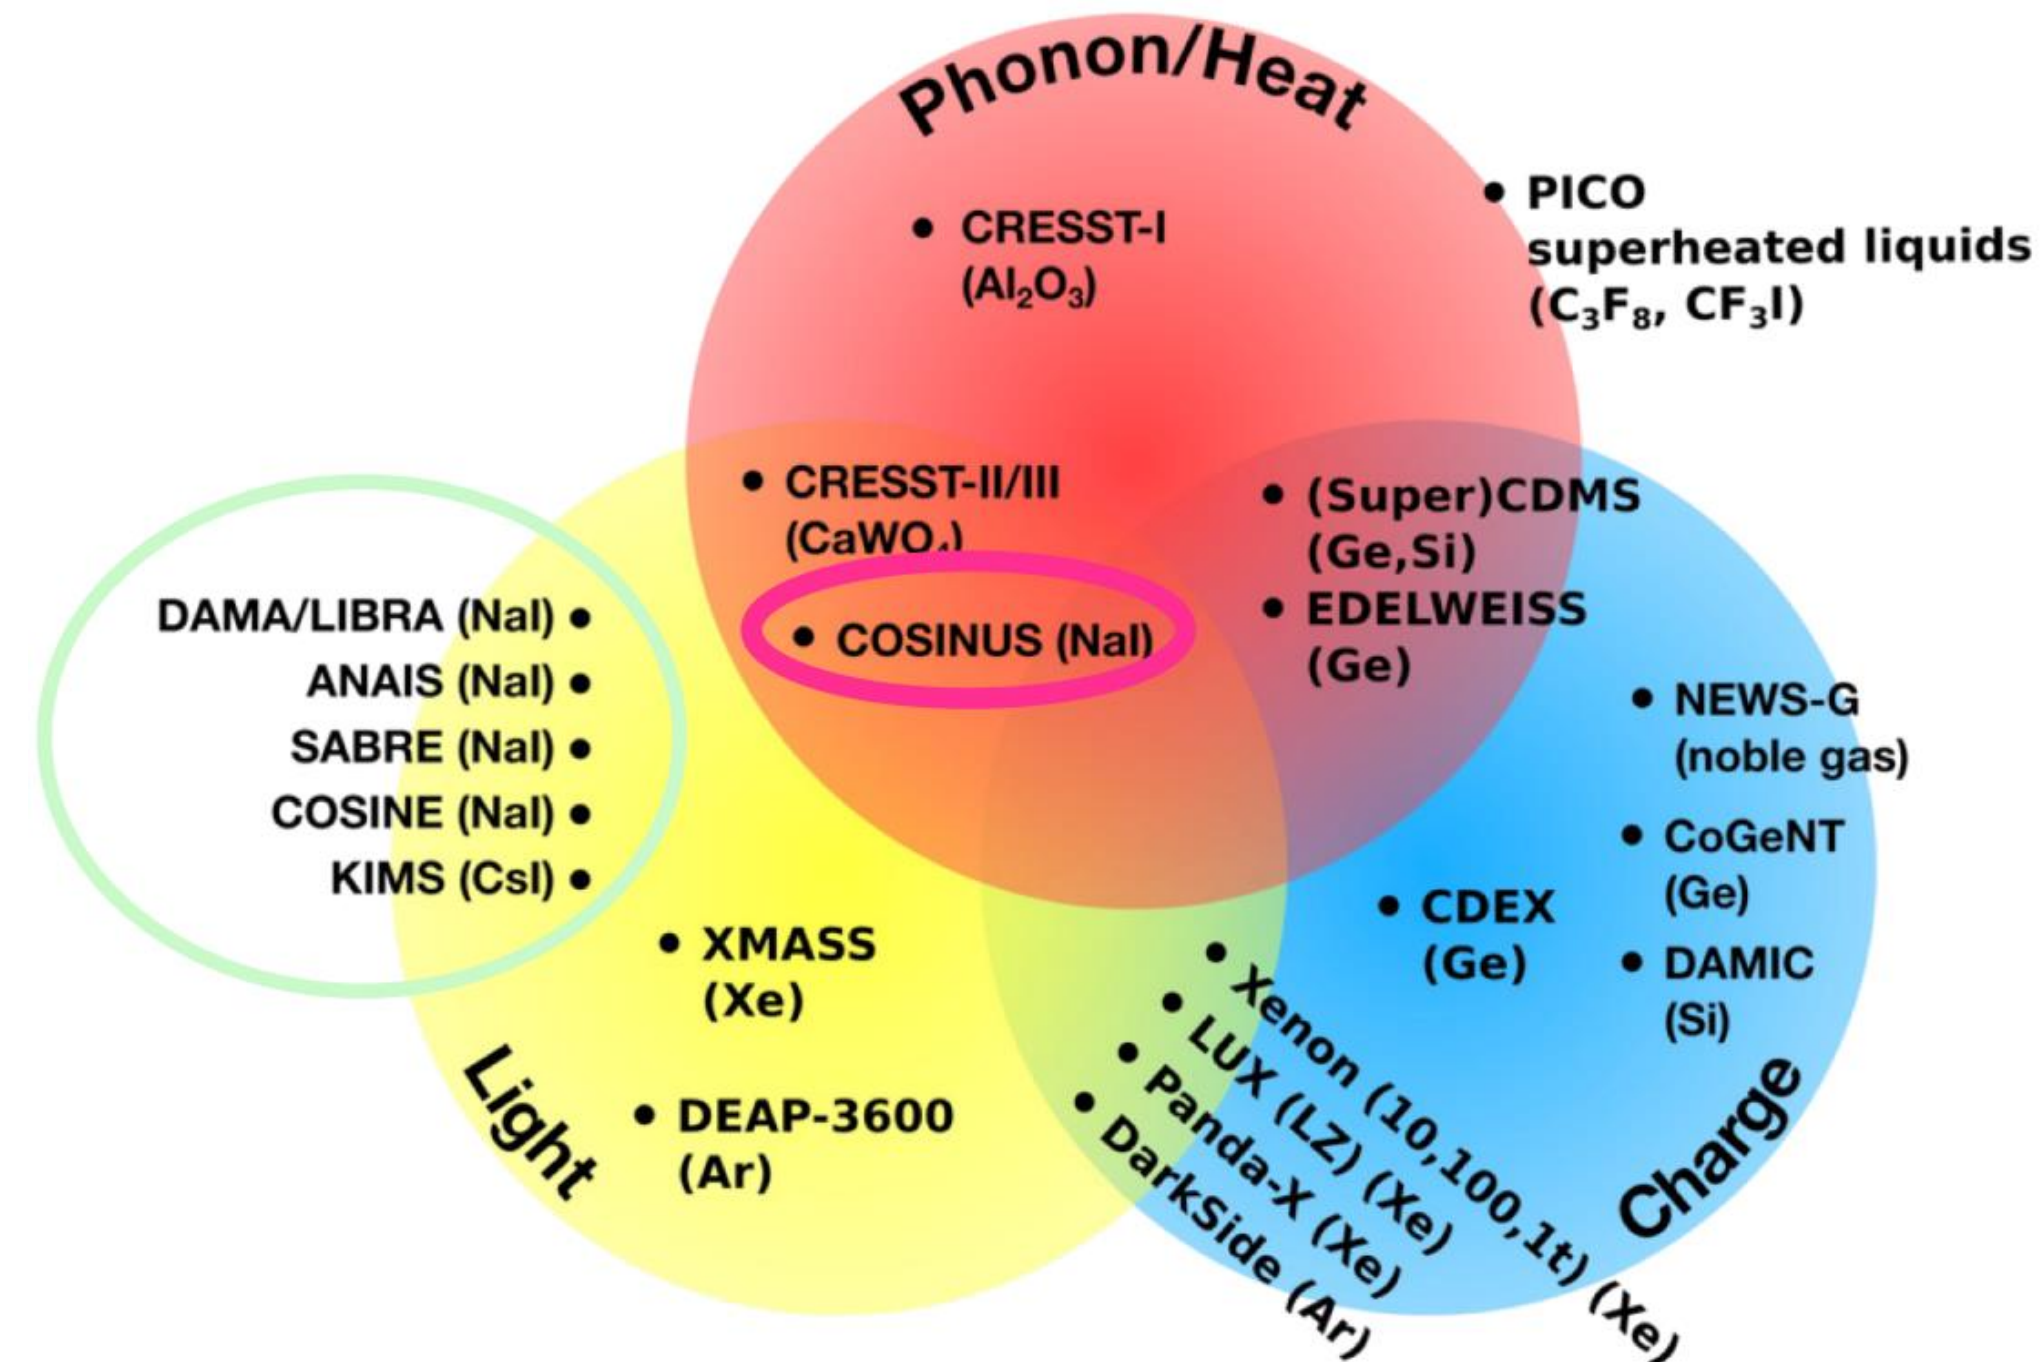 Phonon/Heat
• CRESST-I
(Al₂O₃)
• PICO
superheated liquids
(C₃F₈, CF₃I)
• CRESST-II/III
(CaWO₄)
• COSINUS (NaI)
• (Super)CDMS
(Ge,Si)
• EDELWEISS
(Ge)
DAMA/LIBRA (NaI) •
ANAIS (NaI) •
SABRE (NaI) •
COSINE (NaI) •
KIMS (CsI) •
• XMASS
(Xe)
• DEAP-3600
(Ar)
Light
• NEWS-G
(noble gas)
• CoGeNT
(Ge)
• CDEX
(Ge)
• DAMIC
(Si)
• Xenon (10,100,1t) (Xe)
• LUX (LZ) (Xe)
• Panda-X (Xe)
• DarkSide (Ar)
Charge